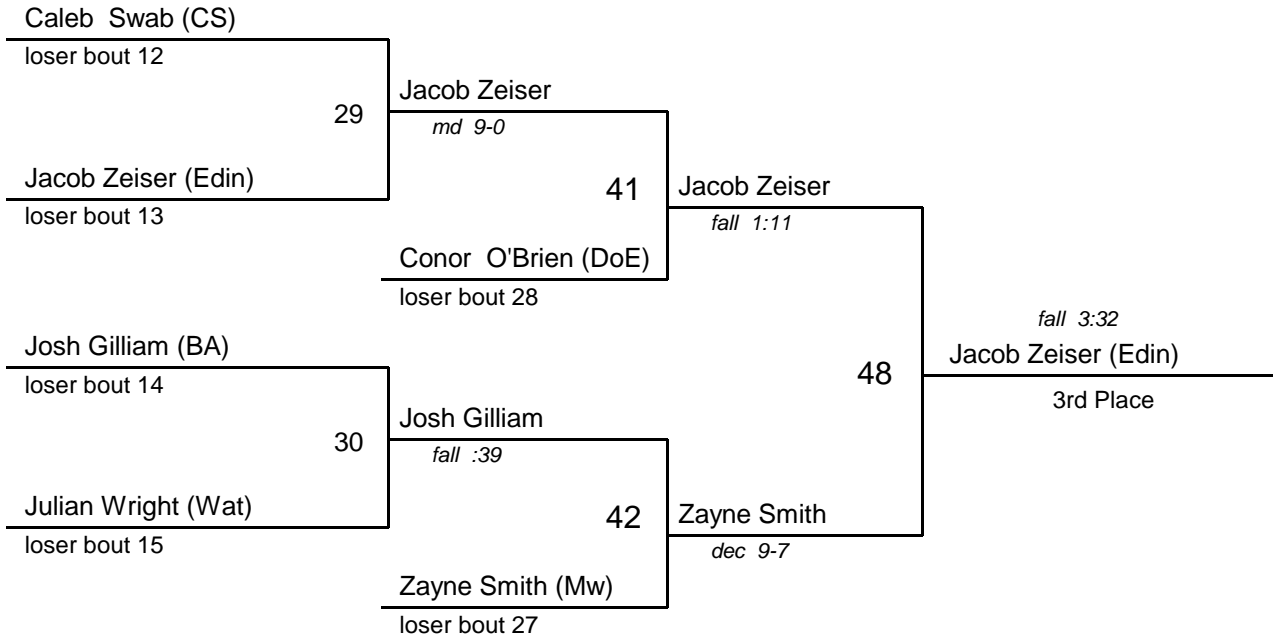 Caleb  Swab (CS)
loser bout 12
29
Jacob Zeiser
md  9-0
Jacob Zeiser (Edin)
loser bout 13
41
Jacob Zeiser
fall  1:11
Conor  O'Brien (DoE)
loser bout 28
fall  3:32
Jacob Zeiser (Edin)
3rd Place
48
Josh Gilliam (BA)
loser bout 14
30
Josh Gilliam
fall  :39
Julian Wright (Wat)
loser bout 15
42
Zayne Smith
dec  9-7
Zayne Smith (Mw)
loser bout 27